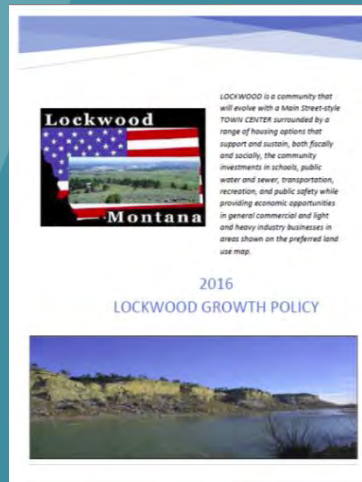 Lockwood
Montana
LOCKWOOD is a community that
will evolve with a Main Street-style
TOWN CENTER surrounded by a
range of housing options that
support and sustain, both fiscally
and socially, the community
investments in schools, public
water and sewer, transportation,
recreation, and public safety while
providing economic opportunities
in general commercial and light
and heavy industry businesses in
areas shown on the preferred land
use map.
2016
LOCKWOOD GROWTH POLICY